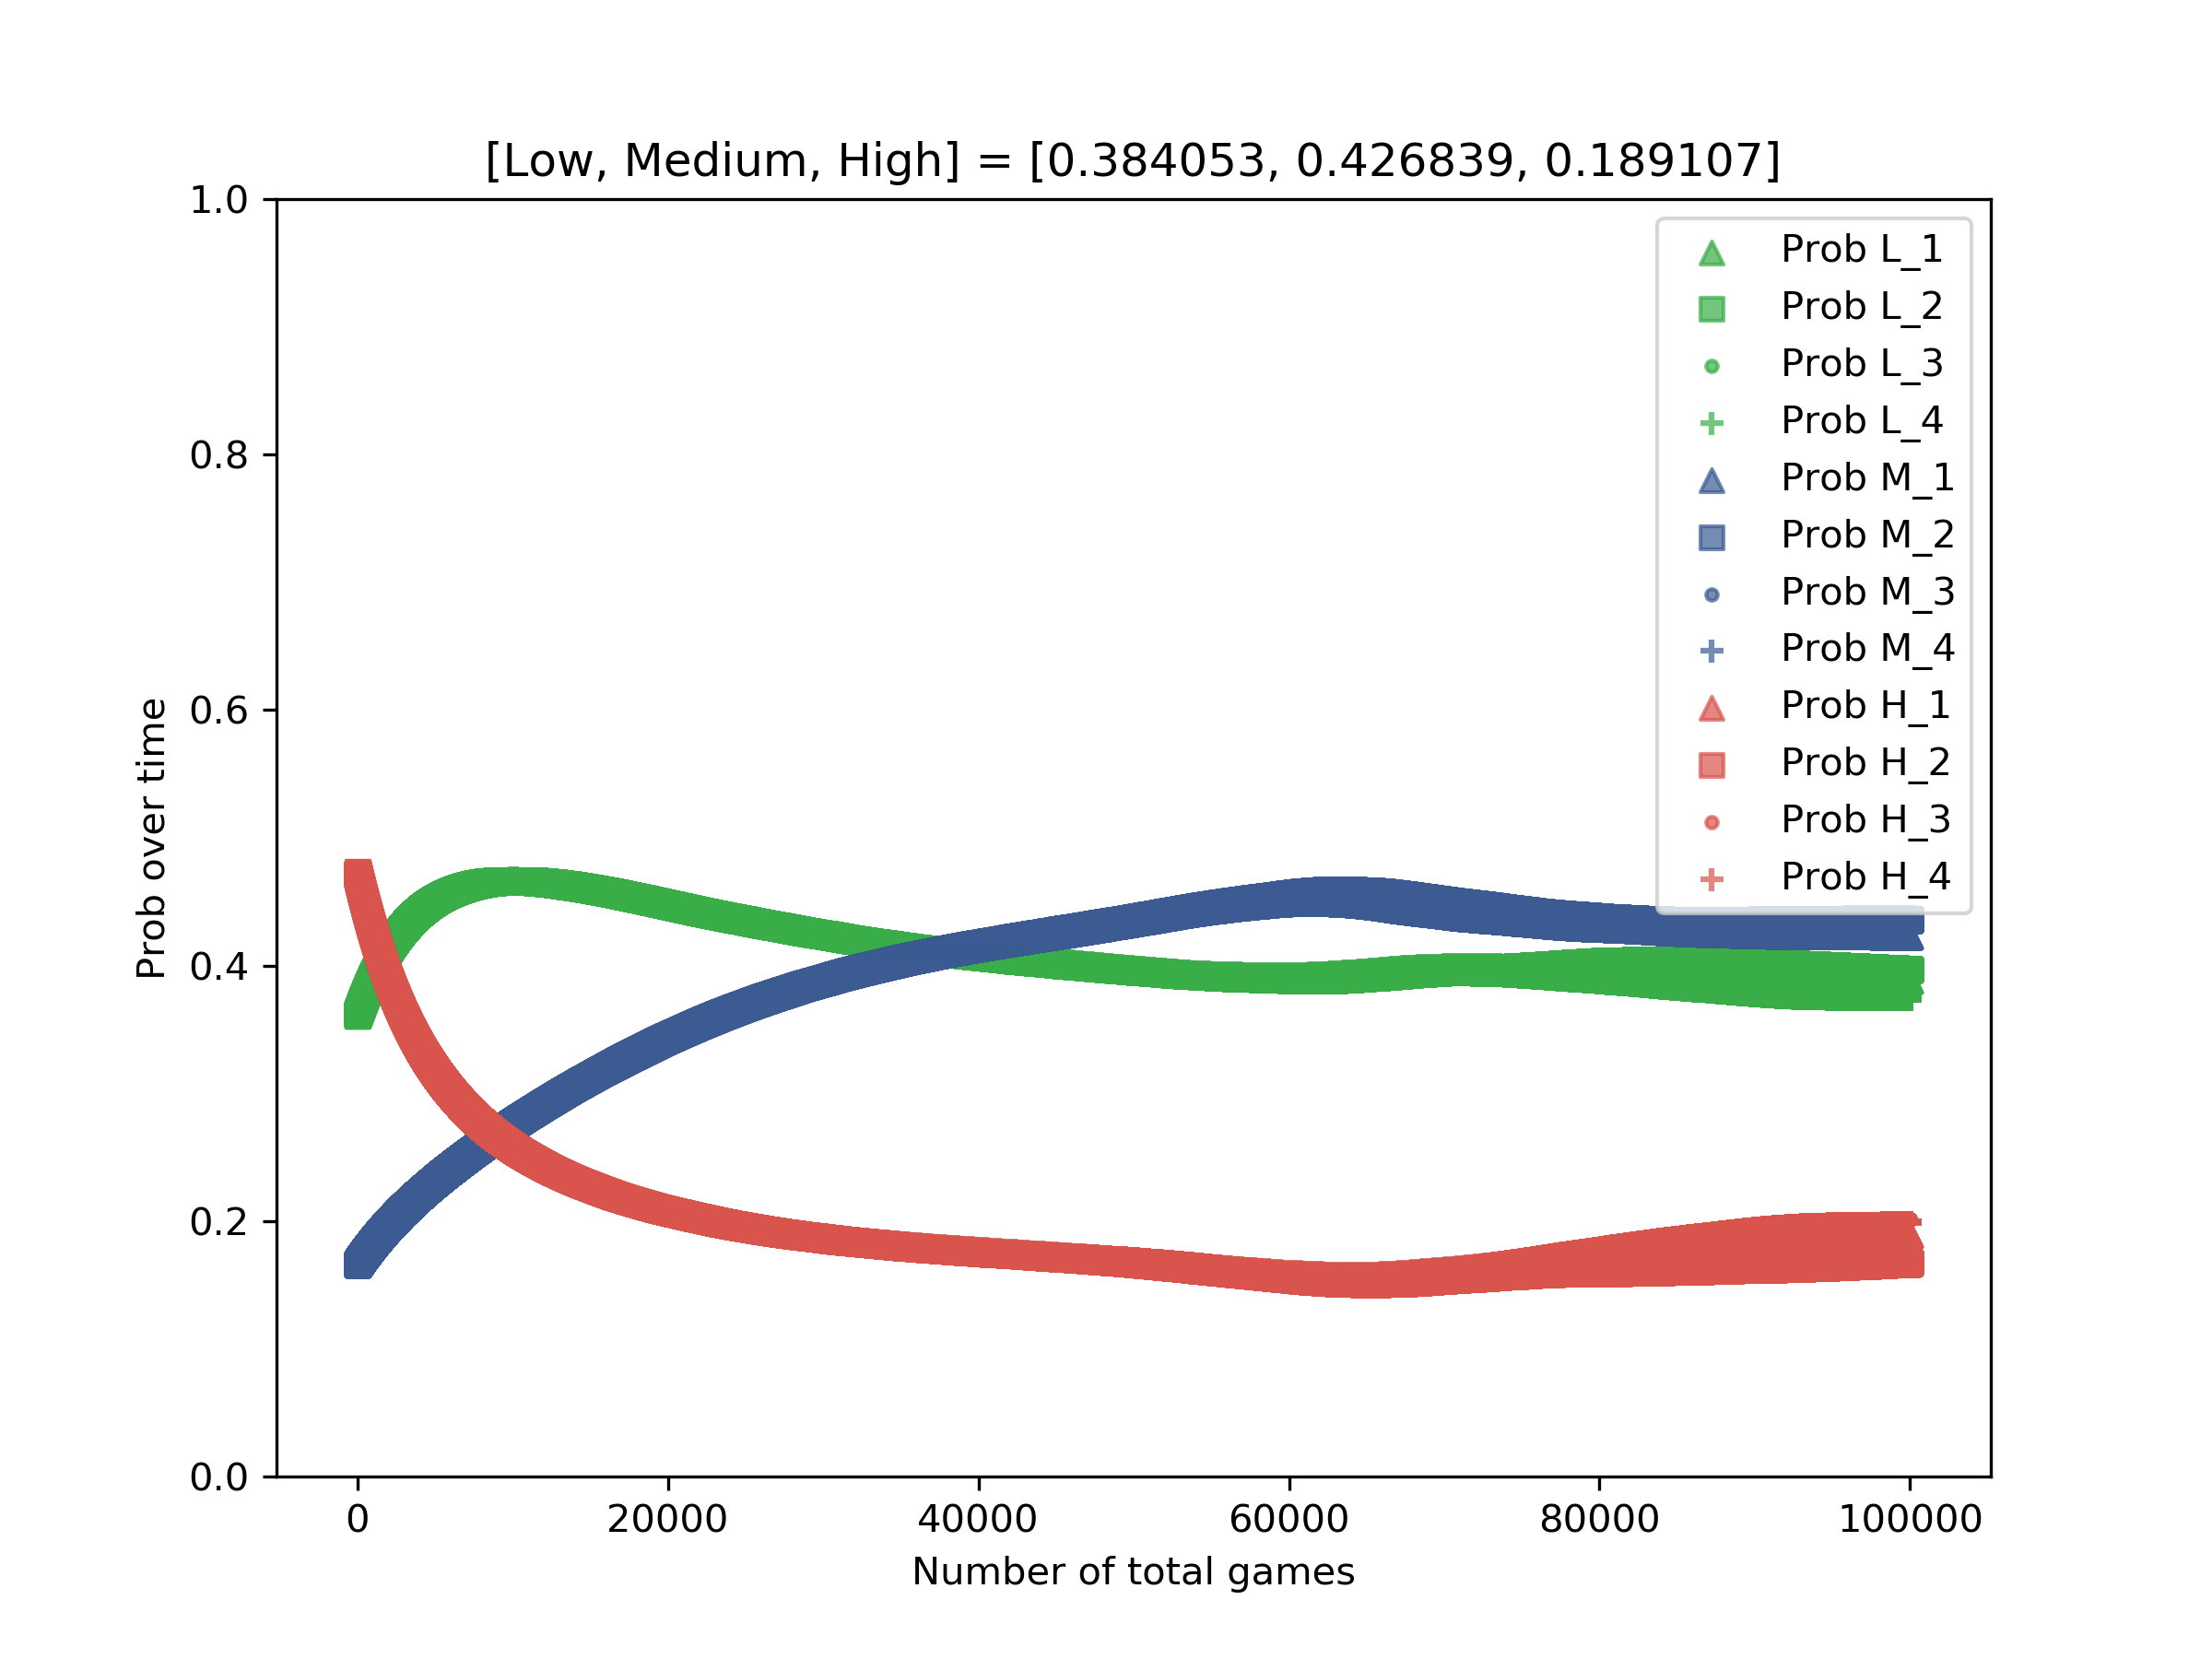 [Low, Medium, High] = [0.384053, 0.426839, 0.189107]
1.0
0.8
0.6
0.4
0.2
0.0
Prob over time
Prob L_1
Prob L_2
Prob L_3
Prob L_4
Prob M_1
Prob M_2
Prob M_3
Prob M_4
Prob H_1
Prob H_2
Prob H_3
Prob H_4
0 20000 40000 60000 80000 100000
Number of total games